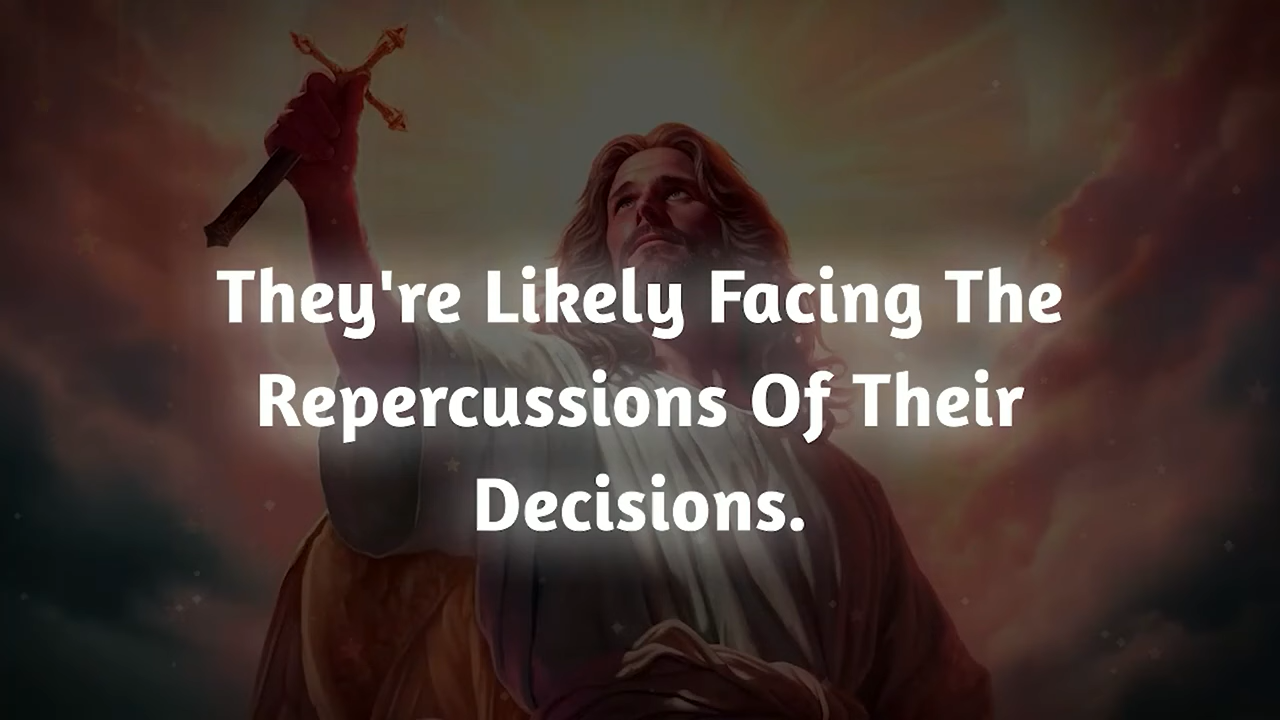 They're Likely Facing The
Repercussions Of Their
Decisions.